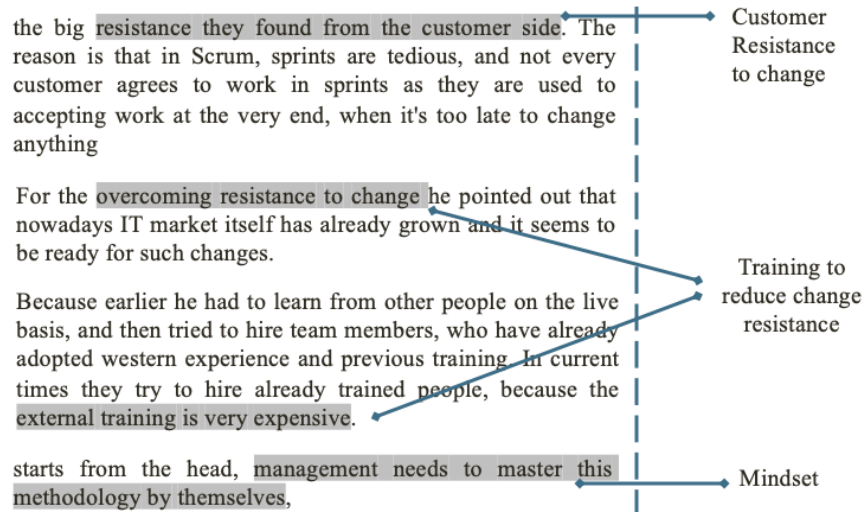 the big resistance they found from the customer side. The
reason is that in Scrum, sprints are tedious, and not every
customer agrees to work in sprints as they are used to
accepting work at the very end, when it's too late to change
anything
Customer
Resistance
to change
For the overcoming resistance to change he pointed out that
nowadays IT market itself has already grown and it seems to
be ready for such changes.
Because earlier he had to learn from other people on the live
basis, and then tried to hire team members, who have already
adopted western experience and previous training. In current
times they try to hire already trained people, because the
external training is very expensive.
Training to
reduce change
resistance
starts from the head, management needs to master this
methodology by themselves,
Mindset